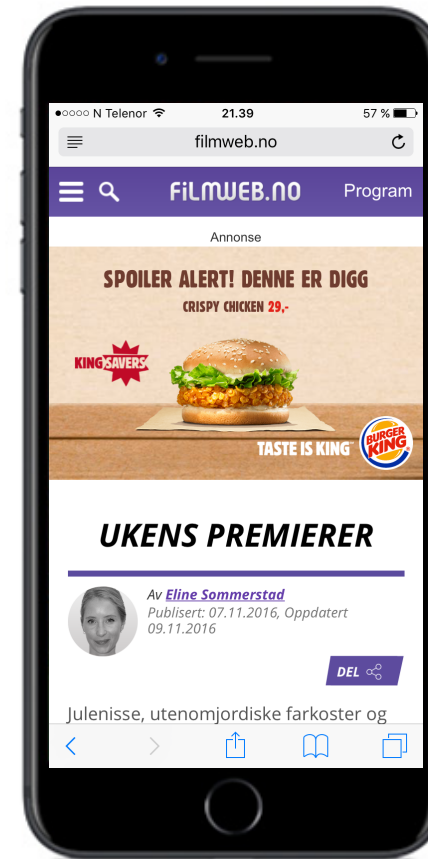 N Telenor 21.39 57 %
filmweb.no
FiLMWEB.NO Program
Annonse
SPOILER ALERT! DENNE ER DIGG
CRISPY CHICKEN 29,-
KING SAVERS
TASTE IS KING™
BURGER
KING
UKENS PREMIERER
Av Eline Sommerstad
Publisert: 07.11.2016, Oppdatert
09.11.2016
DEL
Julenisse, utenomjordiske farkoster og